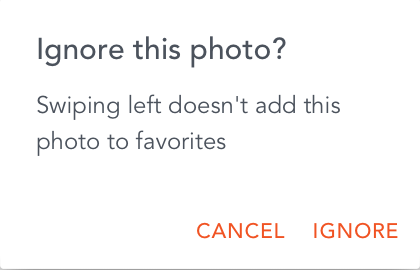 Ignore this photo?
Swiping left doesn't add this
photo to favorites
CANCEL IGNORE